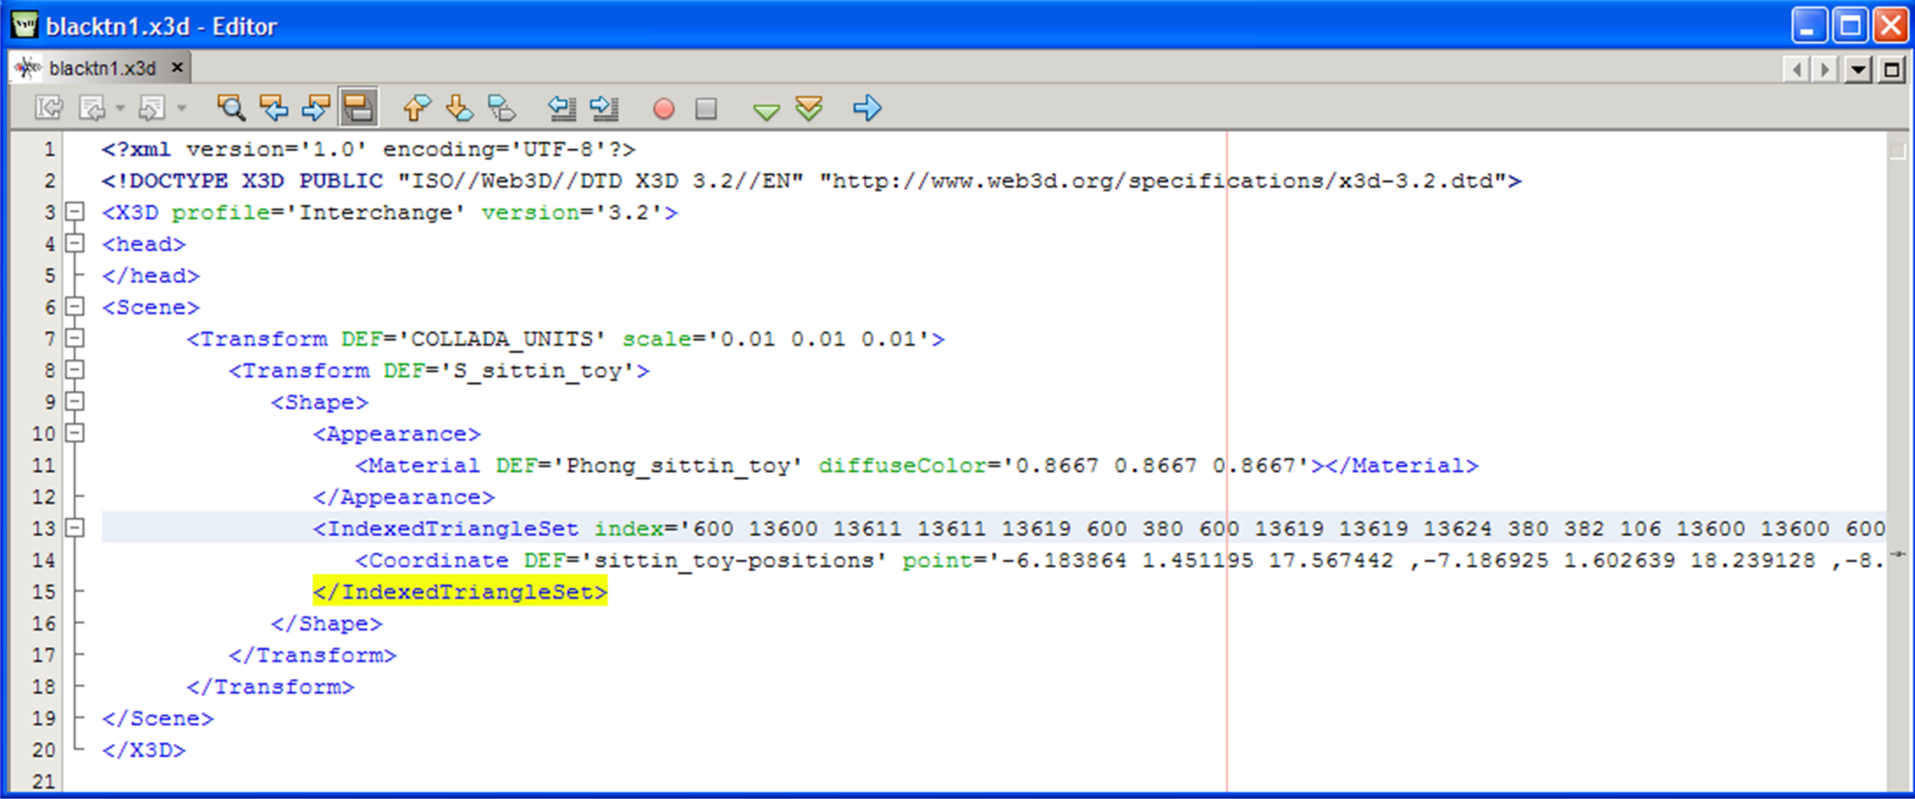 blacktn1.x3d - Editor
blacktn1.x3d
1 <?xml version='1.0' encoding='UTF-8'?>
2 <!DOCTYPE X3D PUBLIC "ISO//Web3D//DTD X3D 3.2//EN" "http://www.web3d.org/specifications/x3d-3.2.dtd">
3 <X3D profile='Interchange' version='3.2'>
4 <head>
5 </head>
6 <Scene>
7 <Transform DEF='COLLADA_UNITS' scale='0.01 0.01 0.01'>
8 <Transform DEF='S_sittin_toy'>
9 <Shape>
10 <Appearance>
11 <Material DEF='Phong_sittin_toy' diffuseColor='0.8667 0.8667 0.8667'></Material>
12 </Appearance>
13 <IndexedTriangleSet index='600 13600 13611 13611 13619 600 380 600 13619 13619 13624 380 382 106 13600 13600 600
14 <Coordinate DEF='sittin_toy-positions' point='-6.183864 1.451195 17.567442 ,-7.186925 1.602639 18.239128 ,-8.
15 </IndexedTriangleSet>
16 </Shape>
17 </Transform>
18 </Transform>
19 </Scene>
20 </X3D>
21